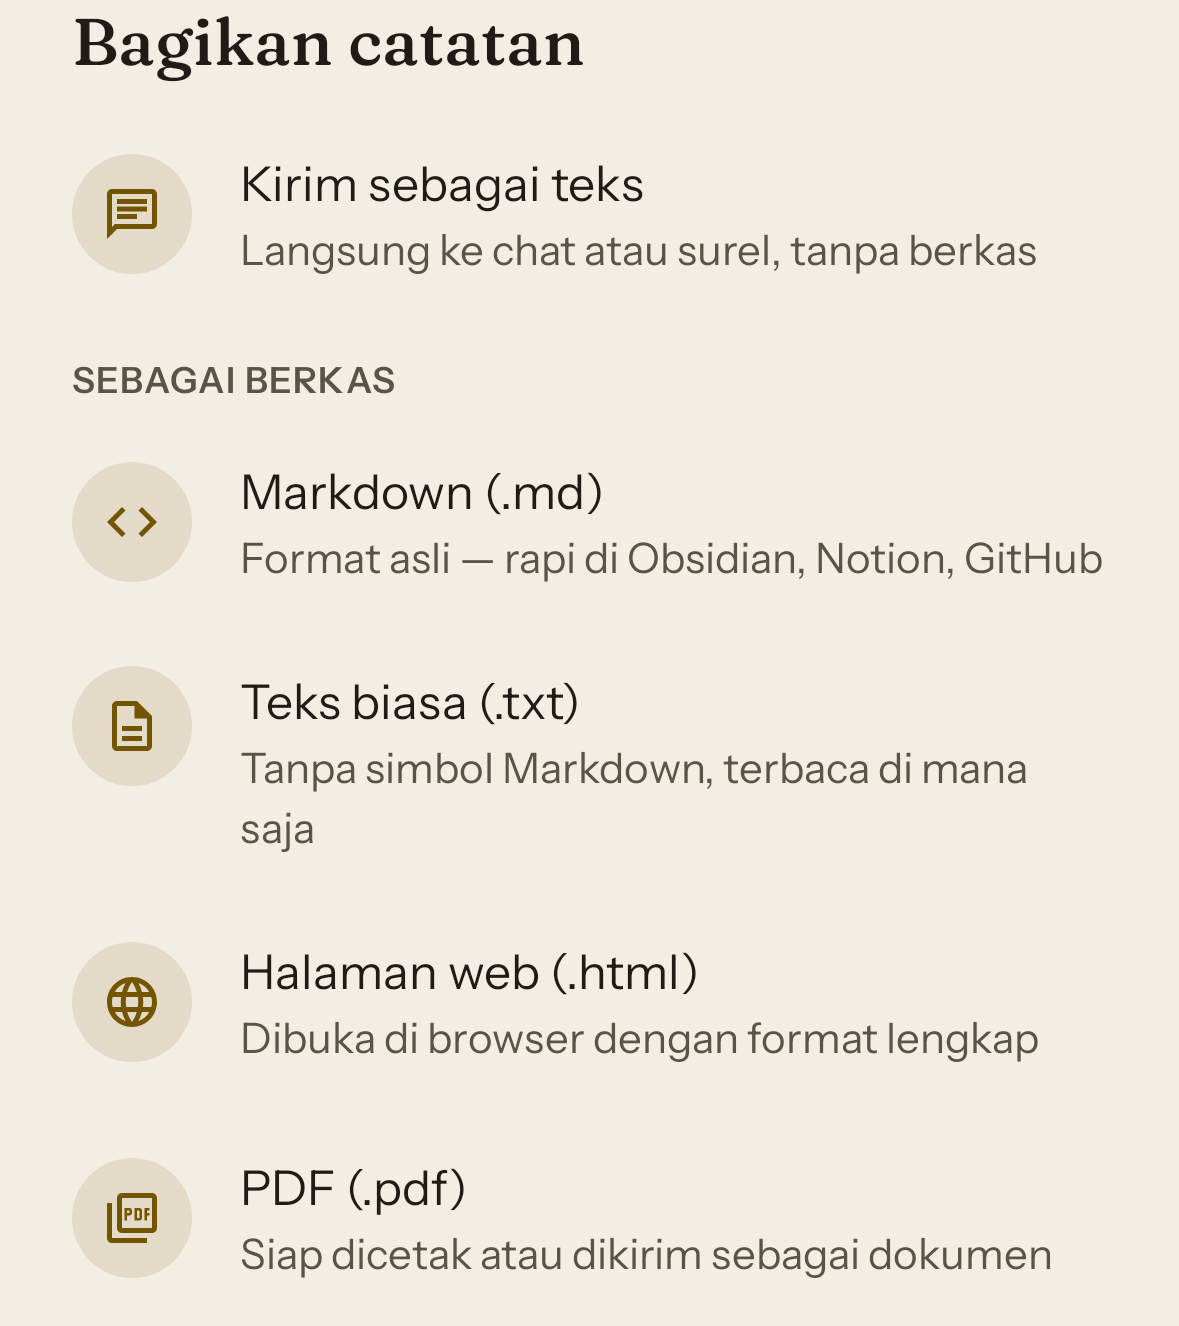 Bagikan catatan
Kirim sebagai teks
Langsung ke chat atau surel, tanpa berkas
SEBAGAI BERKAS
Markdown (.md)
Format asli — rapi di Obsidian, Notion, GitHub
Teks biasa (.txt)
Tanpa simbol Markdown, terbaca di mana
saja
Halaman web (.html)
Dibuka di browser dengan format lengkap
PDF
PDF (.pdf)
Siap dicetak atau dikirim sebagai dokumen